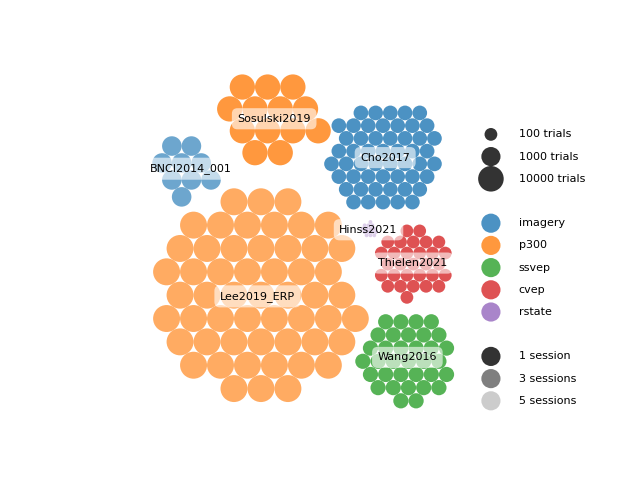 Sosulski2019
Cho2017
BNCI2014_001
Hinss2021
Thielen2021
Lee2019_ERP
Wang2016
100 trials
1000 trials
10000 trials
imagery
p300
ssvep
cvep
rstate
1 session
3 sessions
5 sessions